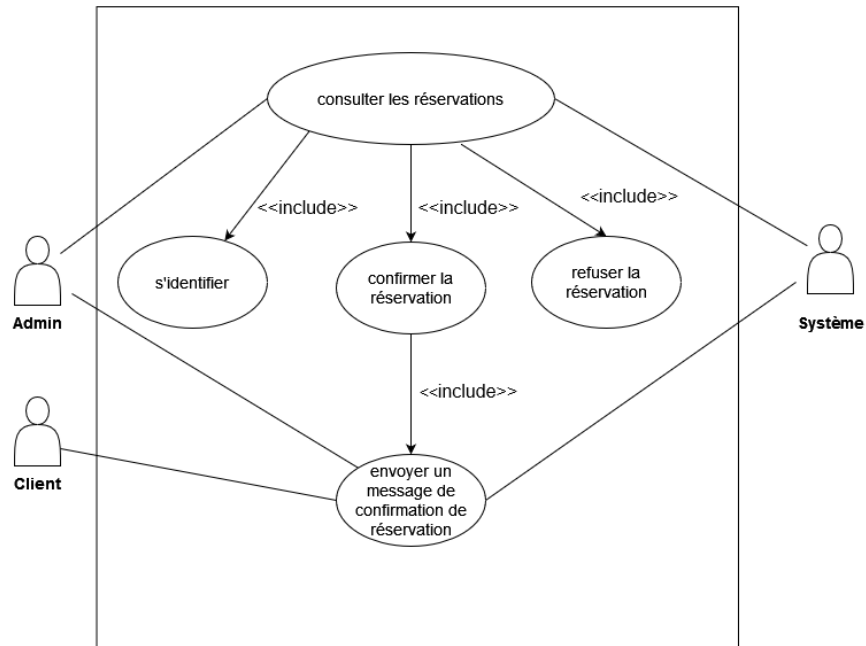 consulter les réservations
<<include>>
<<include>>
<<include>>
s'identifier
confirmer la
réservation
refuser la
réservation
Admin
Système
<<include>>
Client
envoyer un
message de
confirmation de
réservation